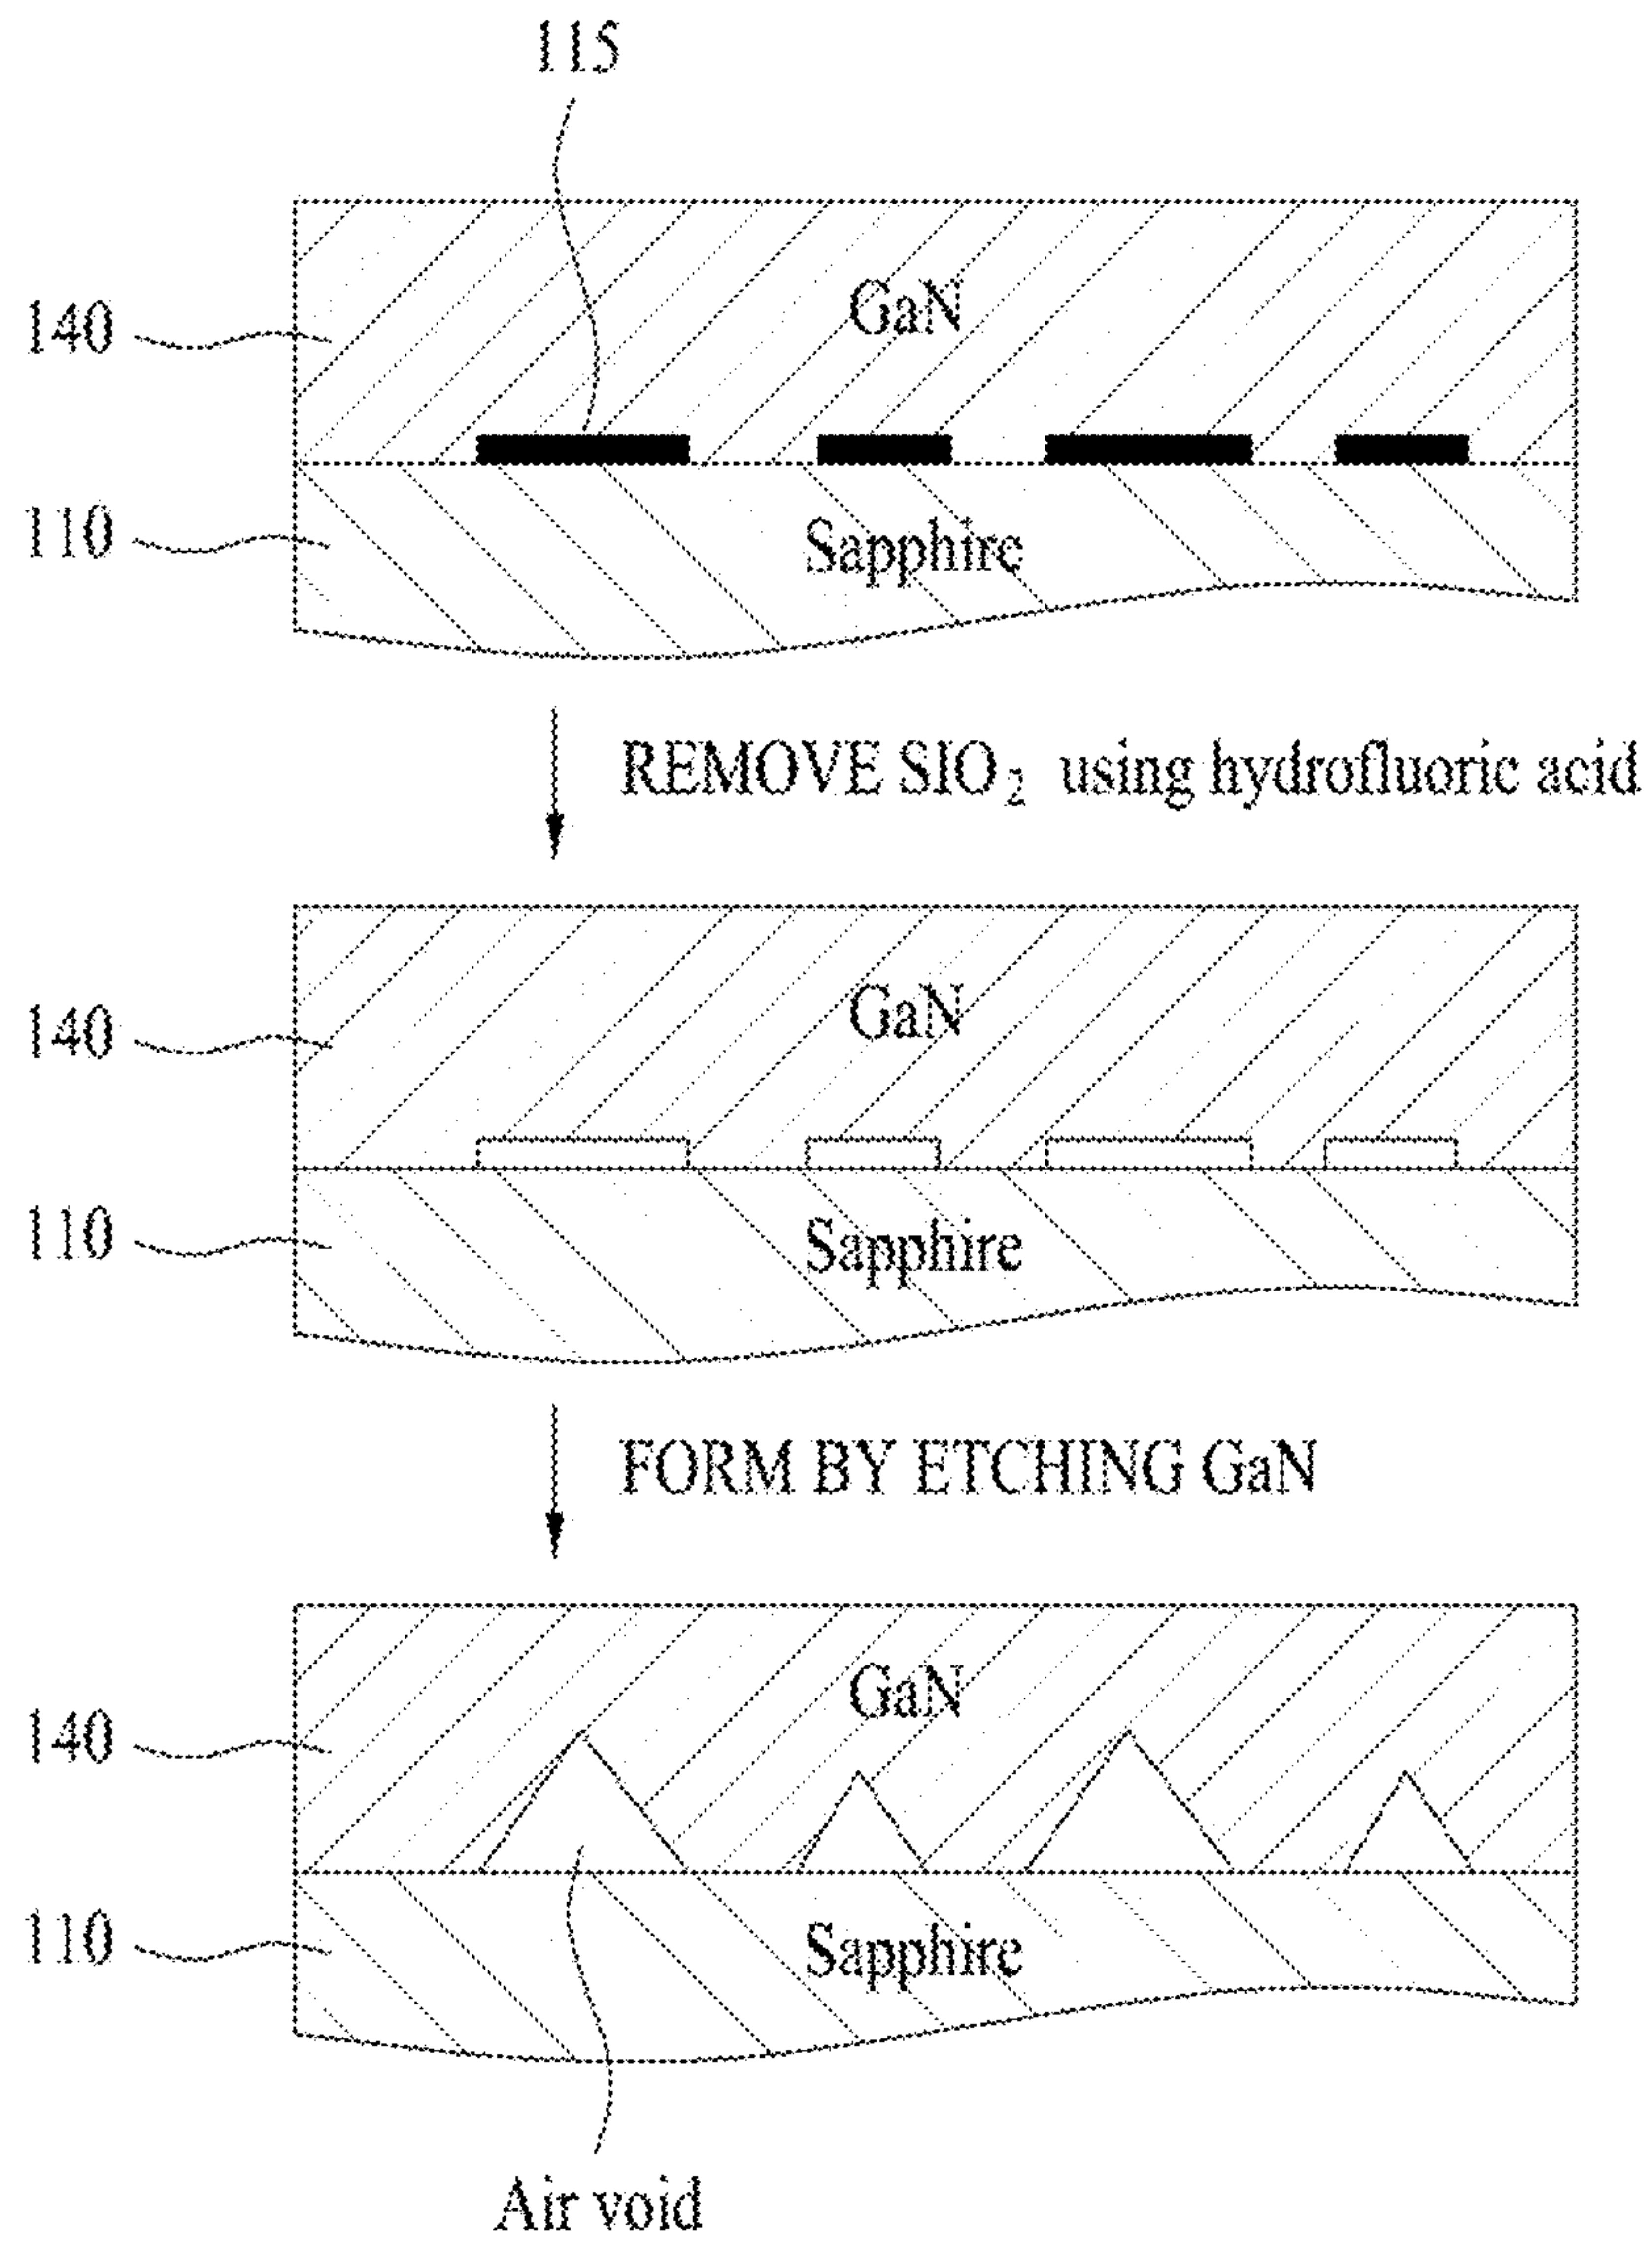 115
GaN
140
110
Sapphire
REMOVE SIO₂ using hydrofluoric acid
GaN
140
110
Sapphire
FORM BY ETCHING GaN
GaN
140
110
Sapphire
Air void